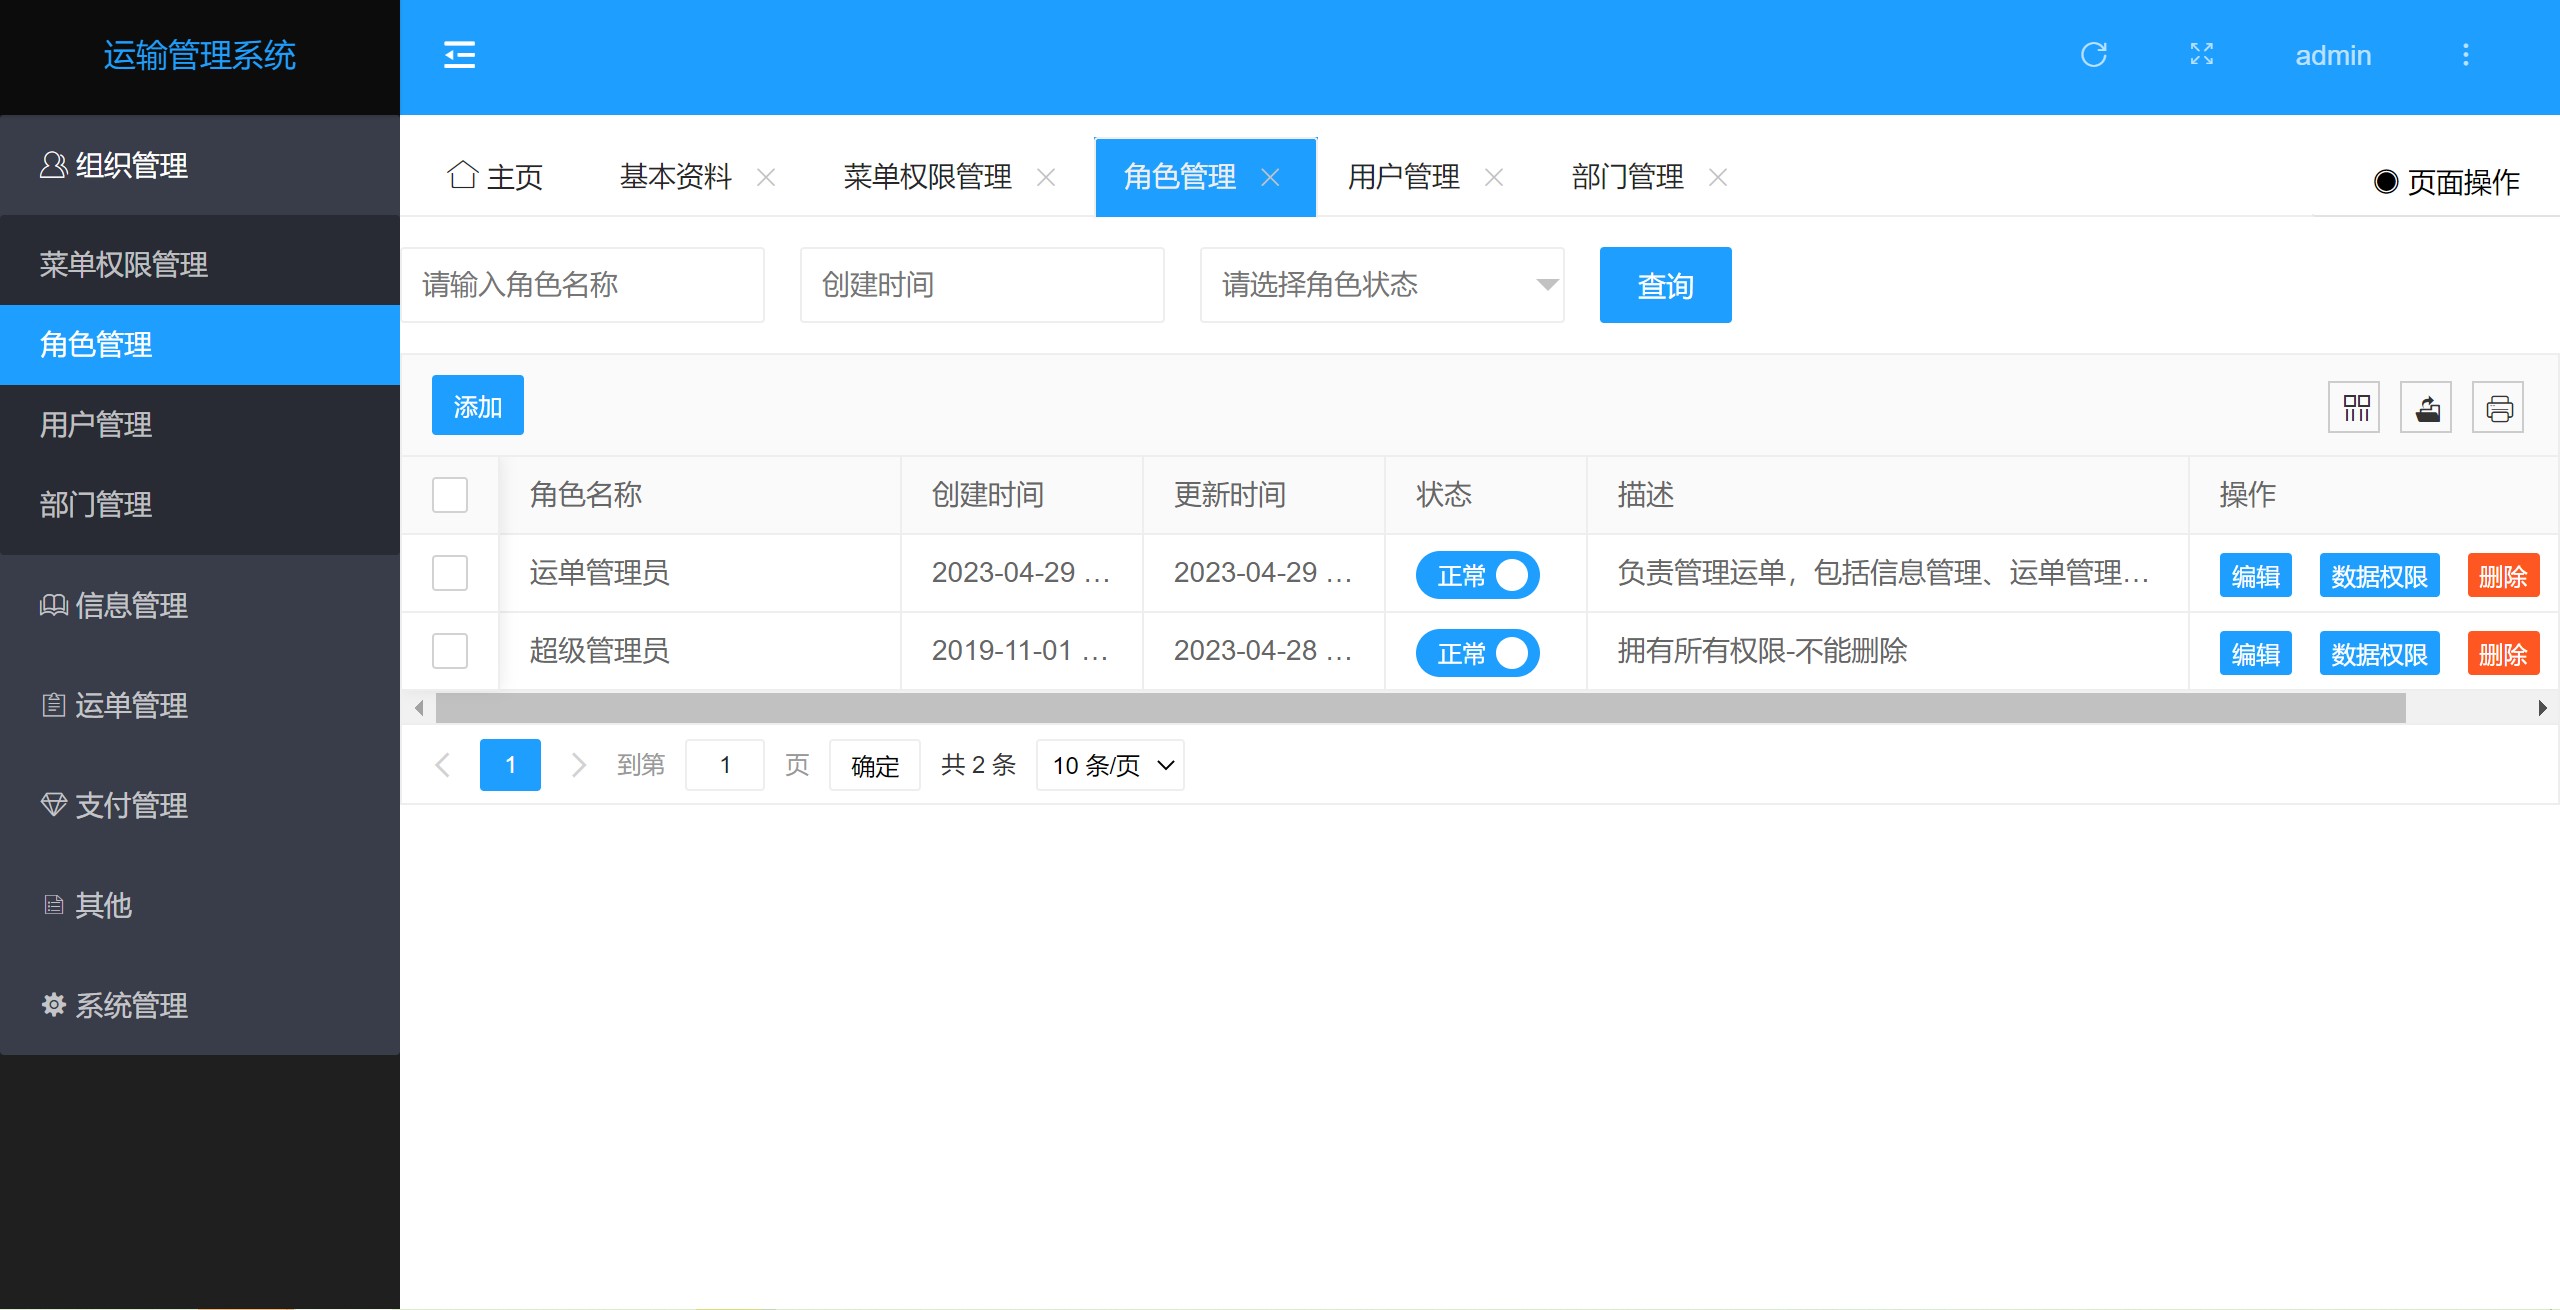 运输管理系统
admin
组织管理
菜单权限管理
角色管理
用户管理
部门管理
信息管理
运单管理
支付管理
其他
系统管理
主页 基本资料 菜单权限管理 角色管理 用户管理 部门管理 页面操作
请输入角色名称 创建时间 请选择角色状态 查询
添加
角色名称 创建时间 更新时间 状态 描述 操作
运单管理员 2023-04-29 ... 2023-04-29 ... 正常 负责管理运单，包括信息管理、运单管理... 编辑 数据权限 删除
超级管理员 2019-11-01 ... 2023-04-28 ... 正常 拥有所有权限-不能删除 编辑 数据权限 删除
1 到第 1 页 确定 共 2 条 10 条/页